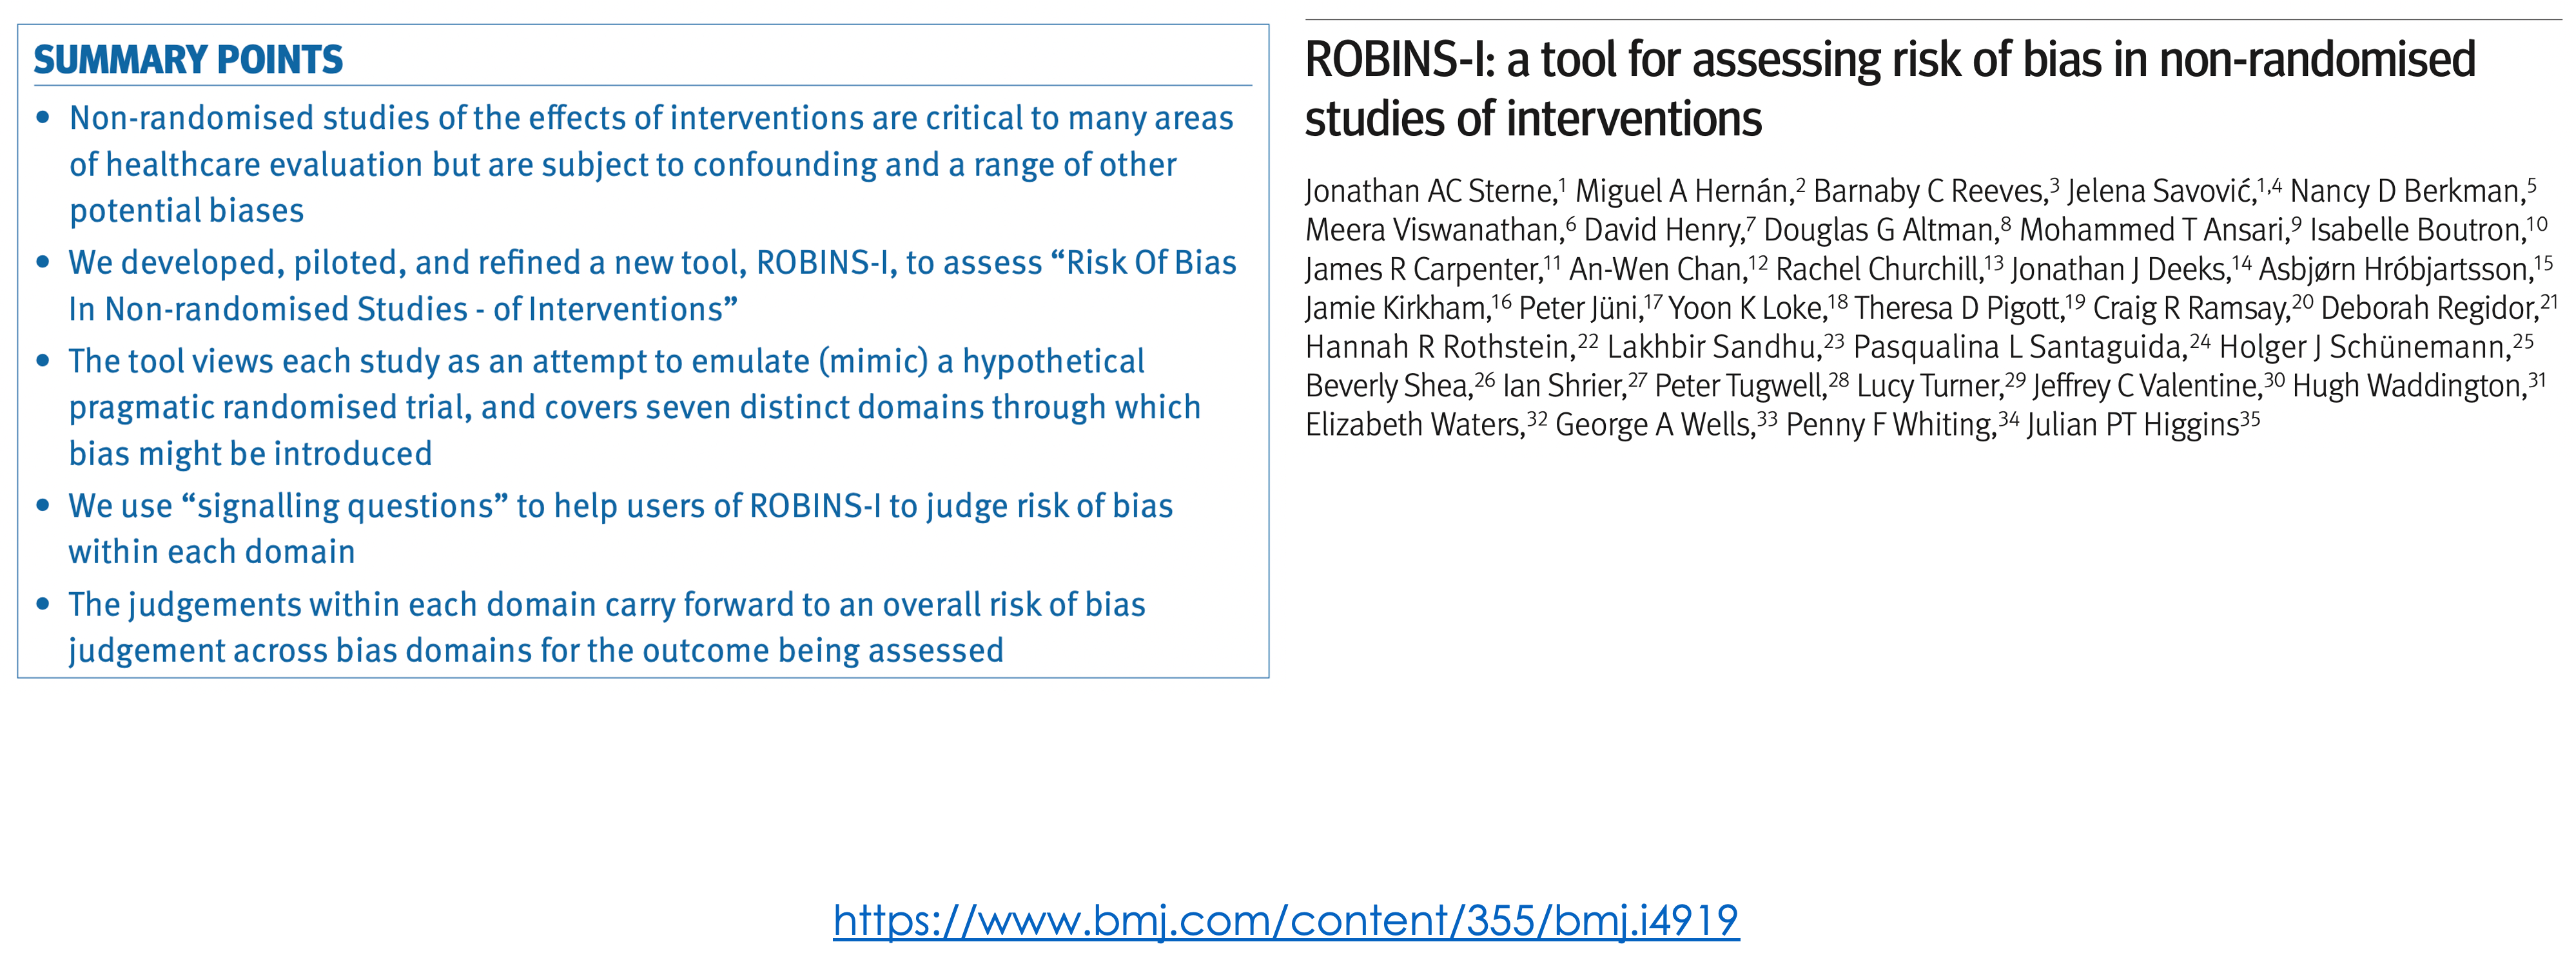 SUMMARY POINTS
• Non-randomised studies of the effects of interventions are critical to many areas
of healthcare evaluation but are subject to confounding and a range of other
potential biases
• We developed, piloted, and refined a new tool, ROBINS-I, to assess “Risk Of Bias
In Non-randomised Studies - of Interventions”
• The tool views each study as an attempt to emulate (mimic) a hypothetical
pragmatic randomised trial, and covers seven distinct domains through which
bias might be introduced
• We use “signalling questions” to help users of ROBINS-I to judge risk of bias
within each domain
• The judgements within each domain carry forward to an overall risk of bias
judgement across bias domains for the outcome being assessed
ROBINS-I: a tool for assessing risk of bias in non-randomised
studies of interventions
Jonathan AC Sterne,1 Miguel A Hernán,2 Barnaby C Reeves,3 Jelena Savović,1,4 Nancy D Berkman,5
Meera Viswanathan,6 David Henry,7 Douglas G Altman,8 Mohammed T Ansari,9 Isabelle Boutron,10
James R Carpenter,11 An-Wen Chan,12 Rachel Churchill,13 Jonathan J Deeks,14 Asbjørn Hróbjartsson,15
Jamie Kirkham,16 Peter Jüni,17 Yoon K Loke,18 Theresa D Pigott,19 Craig R Ramsay,20 Deborah Regidor,21
Hannah R Rothstein,22 Lakhbir Sandhu,23 Pasqualina L Santaguida,24 Holger J Schünemann,25
Beverly Shea,26 Ian Shrier,27 Peter Tugwell,28 Lucy Turner,29 Jeffrey C Valentine,30 Hugh Waddington,31
Elizabeth Waters,32 George A Wells,33 Penny F Whiting,34 Julian PT Higgins35
https://www.bmj.com/content/355/bmj.i4919